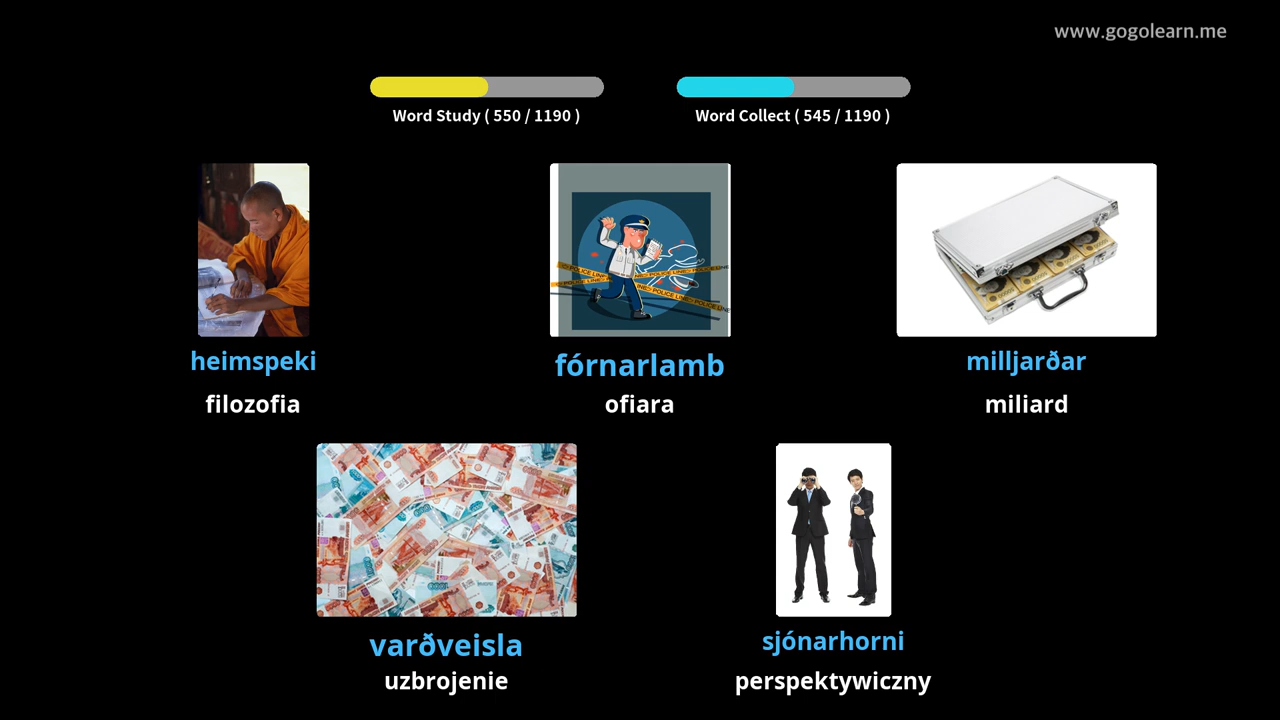 www.gogolearn.me
Word Study ( 550 / 1190 )
Word Collect ( 545 / 1190 )
heimspeki
fórnarlamb
milljarðar
filozofia
ofiara
miliard
varðveisla
sjónarhorni
uzbrojenie
perspektywiczny